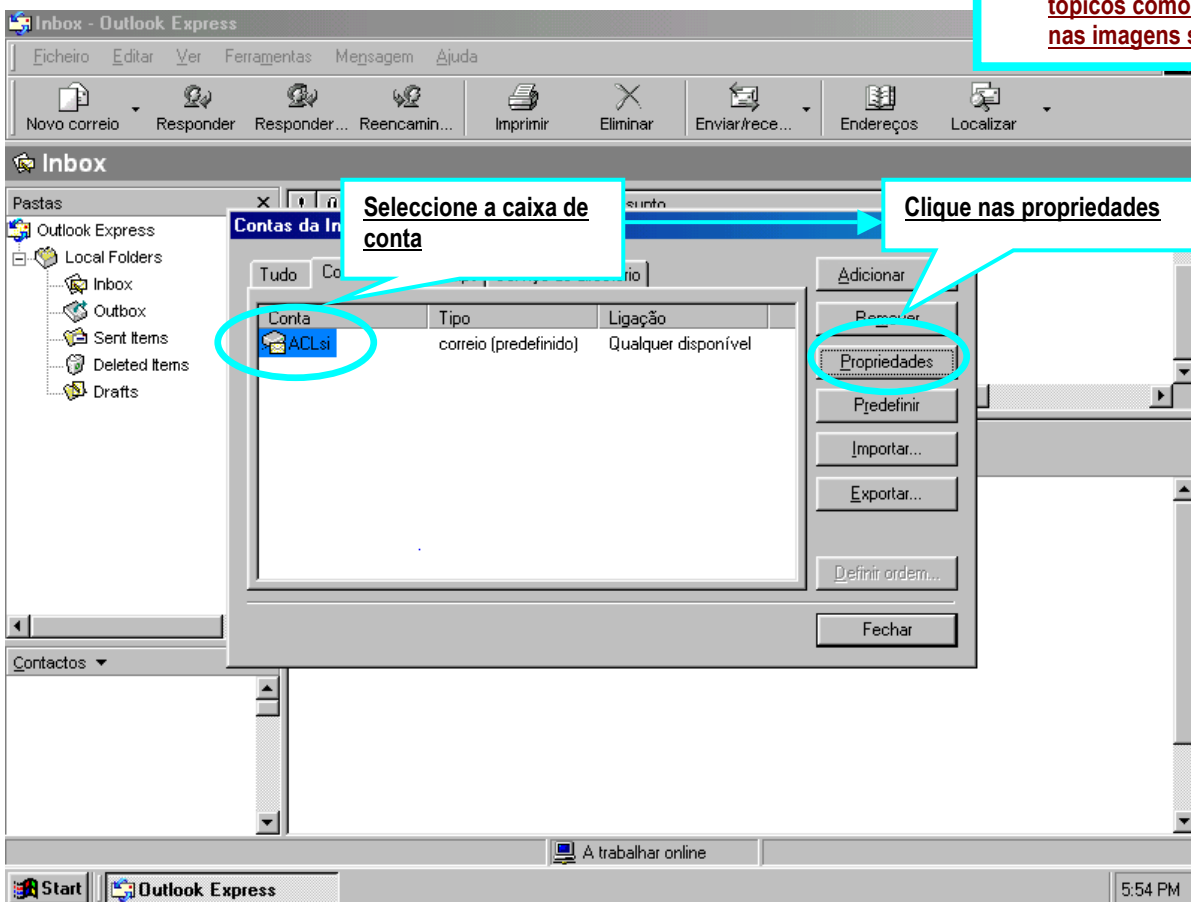 tópicos como
nas imagens s
Inbox - Outlook Express
Ficheiro Editar Ver Ferramentas Mensagem Ajuda
Novo correio Responder Responder... Reencamin... Imprimir Eliminar Enviar/rece... Endereços Localizar
Inbox
Pastas
Outlook Express
Local Folders
Inbox
Outbox
Sent Items
Deleted Items
Drafts
Contactos
Seleccione a caixa de
conta
Clique nas propriedades
Contas da In
Tudo Co
Conta Tipo Ligação
ACLsi correio (predefinido) Qualquer disponível
Adicionar
Remover
Propriedades
Predefinir
Importar...
Exportar...
Definir ordem...
Fechar
A trabalhar online
Start Outlook Express 5:54 PM